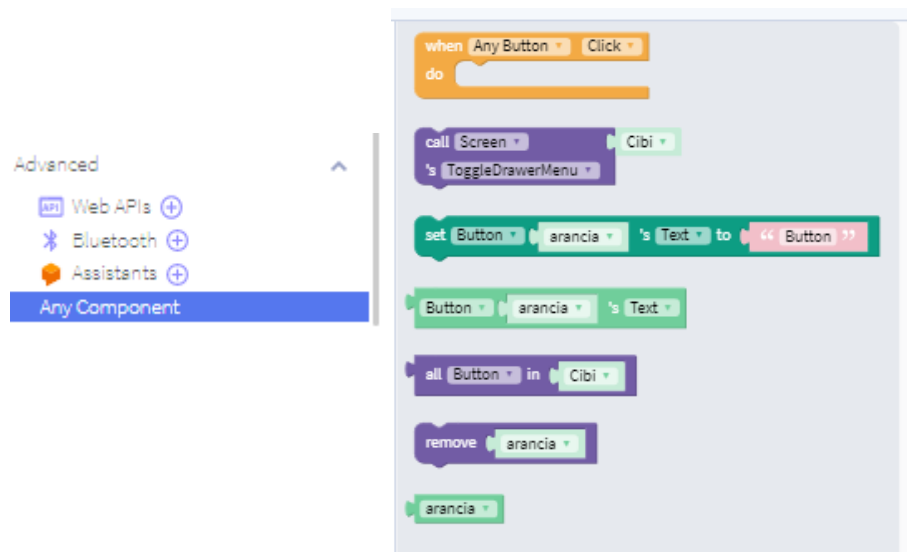 Advanced
API Web APIs
Bluetooth
Assistants
Any Component
when Any Button Click
do
call Screen Cibi
's ToggleDrawerMenu
set Button arancia 's Text to “ Button ”
Button arancia 's Text
all Button in Cibi
remove arancia
arancia